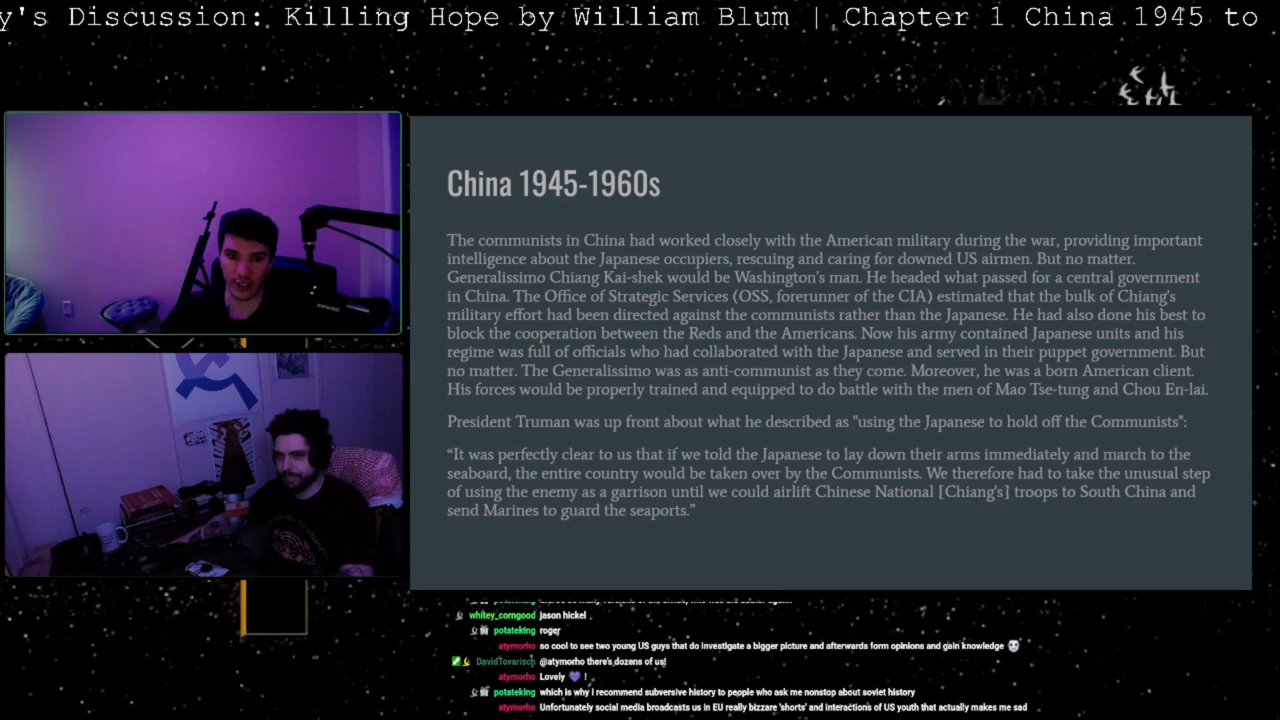 y's Discussion: Killing Hope by William Blum | Chapter 1 China 1945 to
China 1945-1960s
The communists in China had worked closely with the American military during the war, providing important
intelligence about the Japanese occupiers, rescuing and caring for downed US airmen. But no matter.
Generalissimo Chiang Kai-shek would be Washington's man. He headed what passed for a central government
in China. The Office of Strategic Services (OSS, forerunner of the CIA) estimated that the bulk of Chiang's
military effort had been directed against the communists rather than the Japanese. He had also done his best to
block the cooperation between the Reds and the Americans. Now his army contained Japanese units and his
regime was full of officials who had collaborated with the Japanese and served in their puppet government. But
no matter. The Generalissimo was as anti-communist as they come. Moreover, he was a born American client.
His forces would be properly trained and equipped to do battle with the men of Mao Tse-tung and Chou En-lai.
President Truman was up front about what he described as "using the Japanese to hold off the Communists":
“It was perfectly clear to us that if we told the Japanese to lay down their arms immediately and march to the
seaboard, the entire country would be taken over by the Communists. We therefore had to take the unusual step
of using the enemy as a garrison until we could airlift Chinese National [Chiang's] troops to South China and
send Marines to guard the seaports.”
whitey_corngood jason hickel
potateking roger
atymorho so cool to see two young US guys that do investigate a bigger picture and afterwards form opinions and gain knowledge
DavidTovarisch @atymorho there's dozens of us!
atymorho Lovely 💜 !
potateking which is why I recommend subversive history to people who ask me nonstop about soviet history
atymorho Unfortunately social media broadcasts us in EU really bizzare 'shorts' and interactions of US youth that actually makes me sad